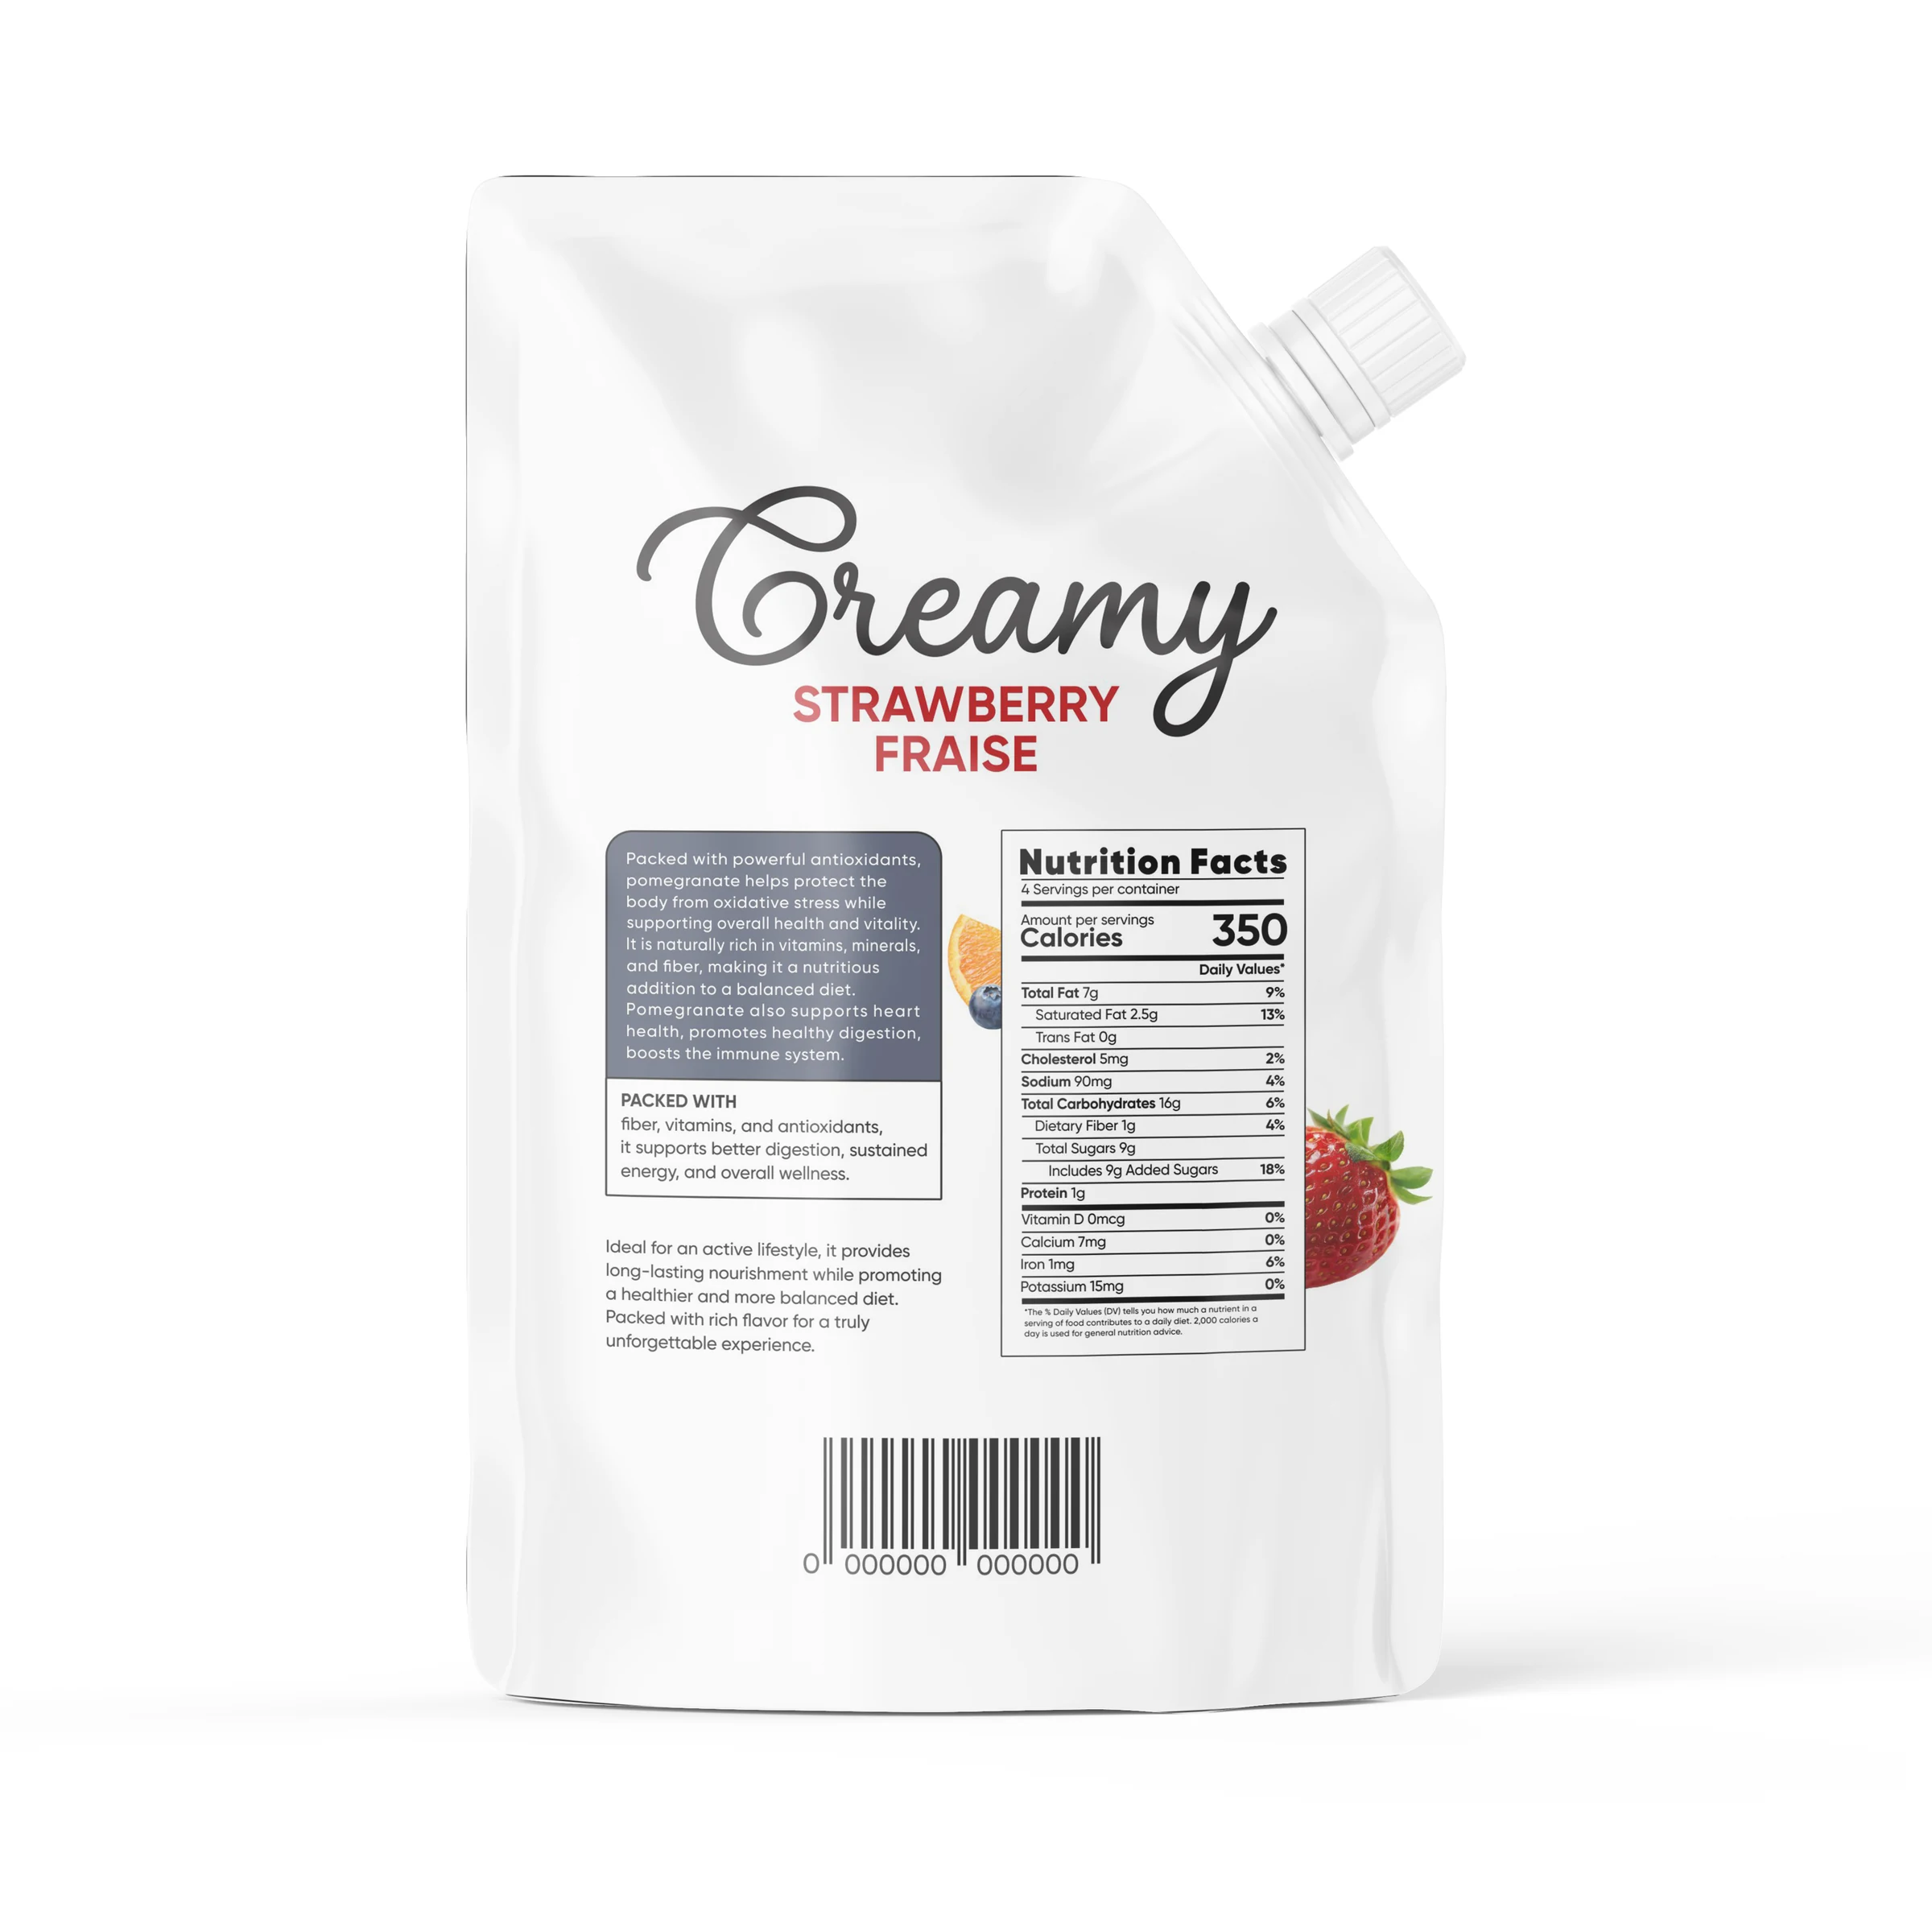 Creamy
STRAWBERRY
FRAISE
Packed with powerful antioxidants,
pomegranate helps protect the
body from oxidative stress while
supporting overall health and vitality.
It is naturally rich in vitamins, minerals,
and fiber, making it a nutritious
addition to a balanced diet.
Pomegranate also supports heart
health, promotes healthy digestion,
boosts the immune system.
PACKED WITH
fiber, vitamins, and antioxidants,
it supports better digestion, sustained
energy, and overall wellness.
Ideal for an active lifestyle, it provides
long-lasting nourishment while promoting
a healthier and more balanced diet.
Packed with rich flavor for a truly
unforgettable experience.
Nutrition Facts
4 Servings per container
Amount per servings
Calories 350
Daily Values*
Total Fat 7g 9%
Saturated Fat 2.5g 13%
Trans Fat 0g
Cholesterol 5mg 2%
Sodium 90mg 4%
Total Carbohydrates 16g 6%
Dietary Fiber 1g 4%
Total Sugars 9g
Includes 9g Added Sugars 18%
Protein 1g
Vitamin D 0mcg 0%
Calcium 7mg 0%
Iron 1mg 6%
Potassium 15mg 0%
*The % Daily Values (DV) tells you how much a nutrient in a
serving of food contributes to a daily diet. 2,000 calories a
day is used for general nutrition advice.
0 000000 000000